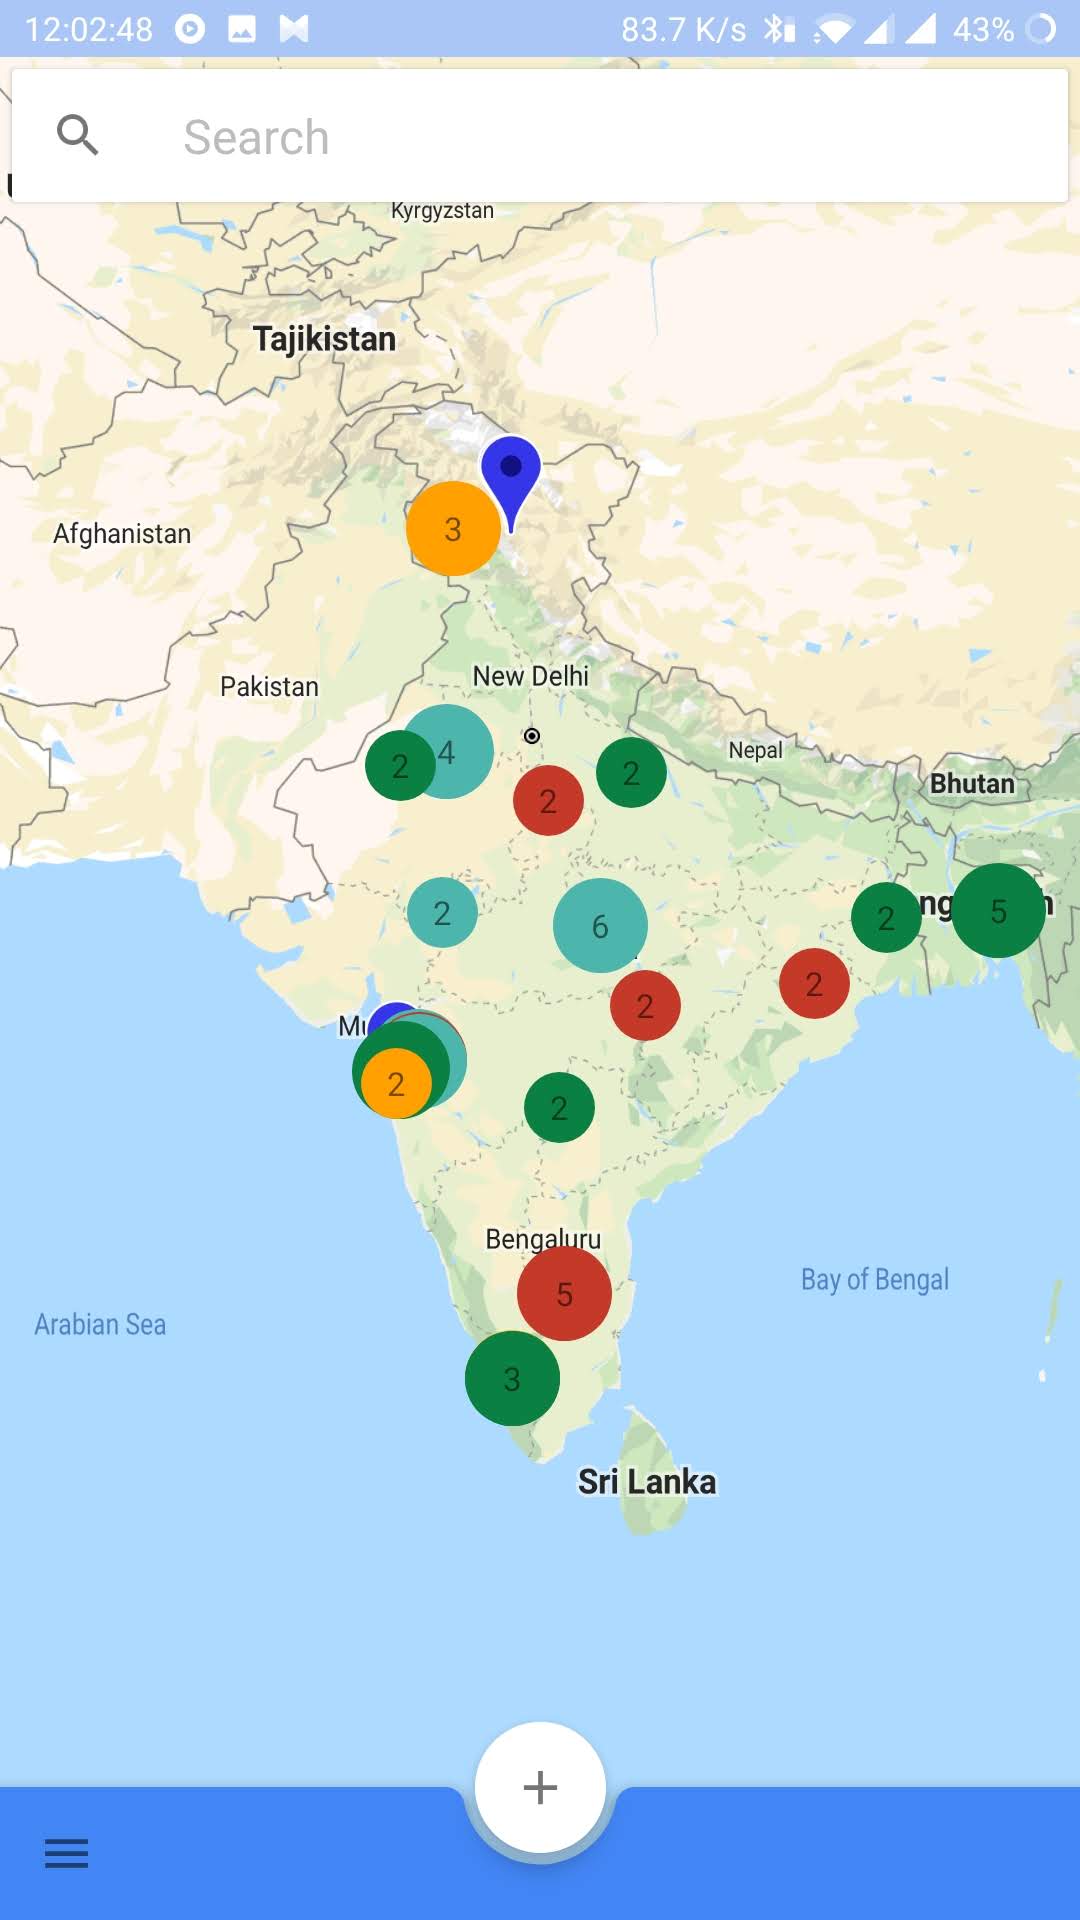 12:02:48 83.7 K/s 43%
Search
Kyrgyzstan
Tajikistan
Afghanistan
3
New Delhi
Pakistan
Nepal
4
2
2
2
Bhutan
2
6
2
5
2
2
Mu
2
2
Bengaluru
5
Bay of Bengal
Arabian Sea
3
Sri Lanka